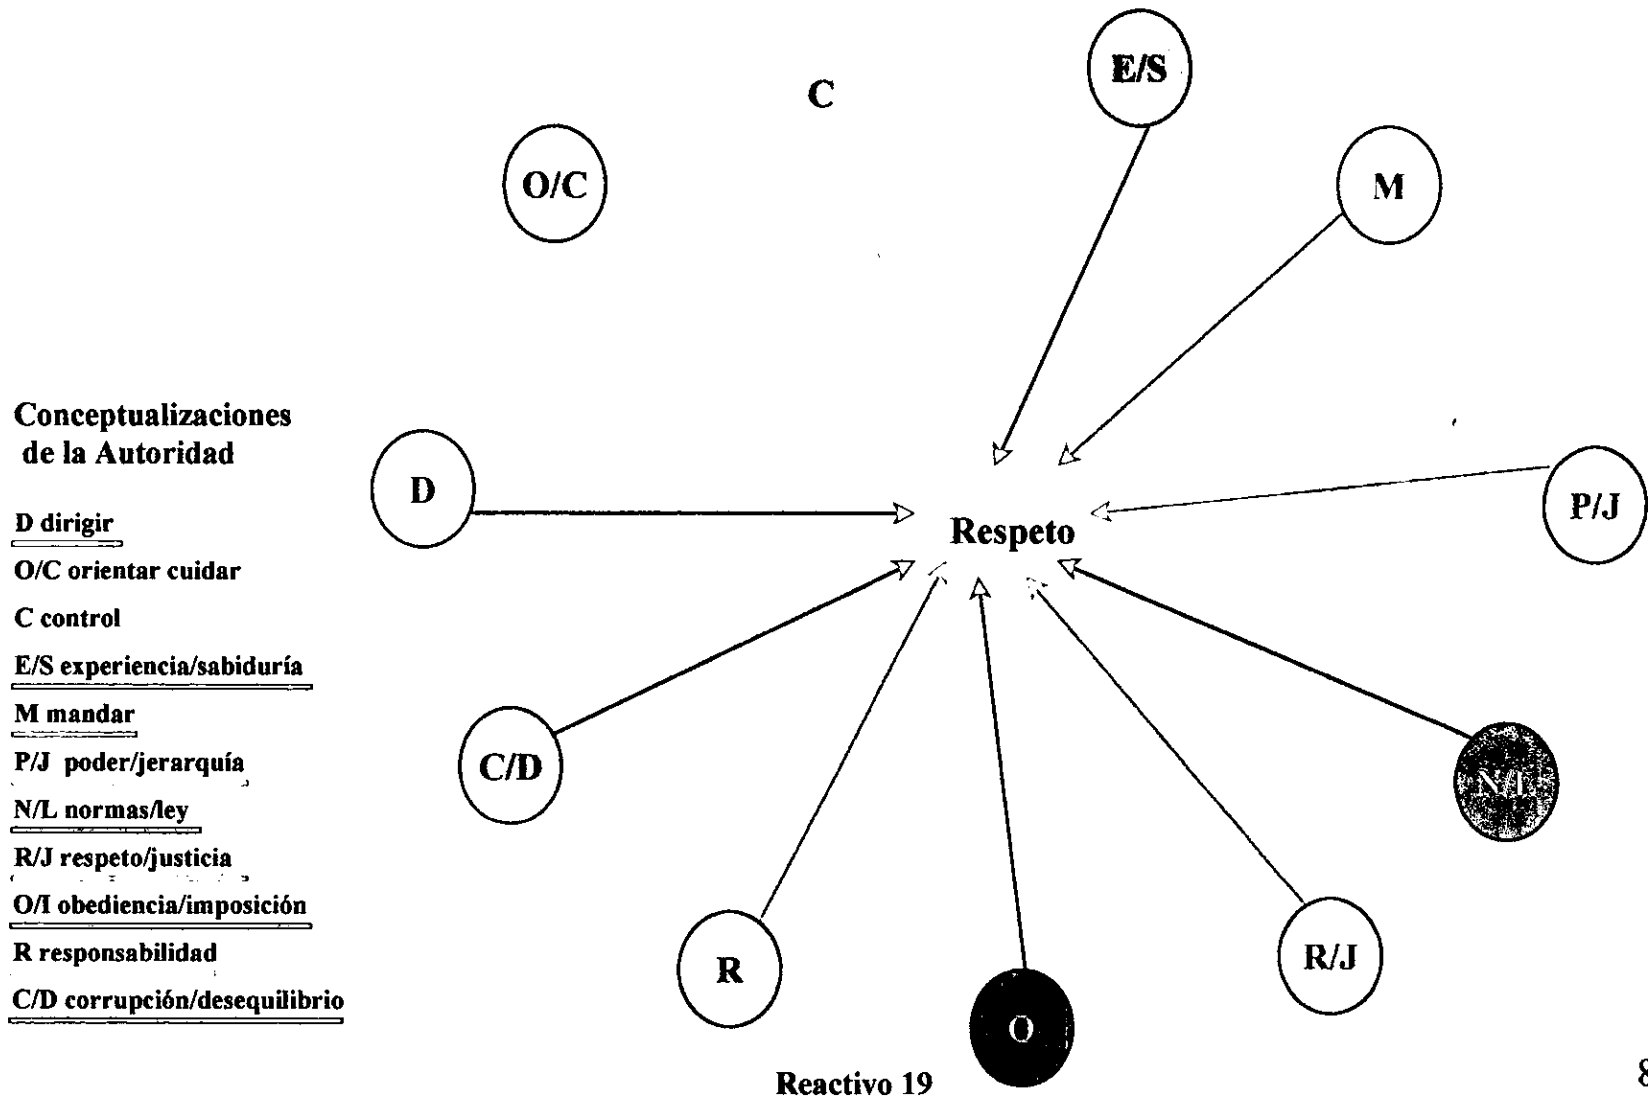 C
E/S
O/C
M
Conceptualizaciones
de la Autoridad
D
P/J
Respeto
D dirigir
O/C orientar cuidar
C control
E/S experiencia/sabiduría
M mandar
P/J poder/jerarquía
N/L normas/ley
R/J respeto/justicia
O/I obediencia/imposición
R responsabilidad
C/D corrupción/desequilibrio
C/D
N/L
R
R/J
O
Reactivo 19
8